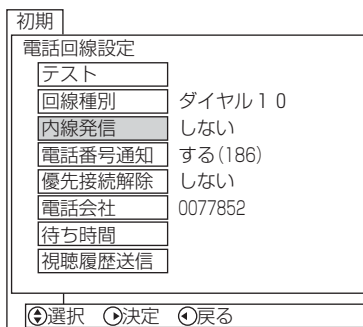 初期
電話回線設定
テスト
回線種別 ダイヤル１０
内線発信 しない
電話番号通知 する(186)
優先接続解除 しない
電話会社 0077852
待ち時間
視聴履歴送信
選択 決定 戻る